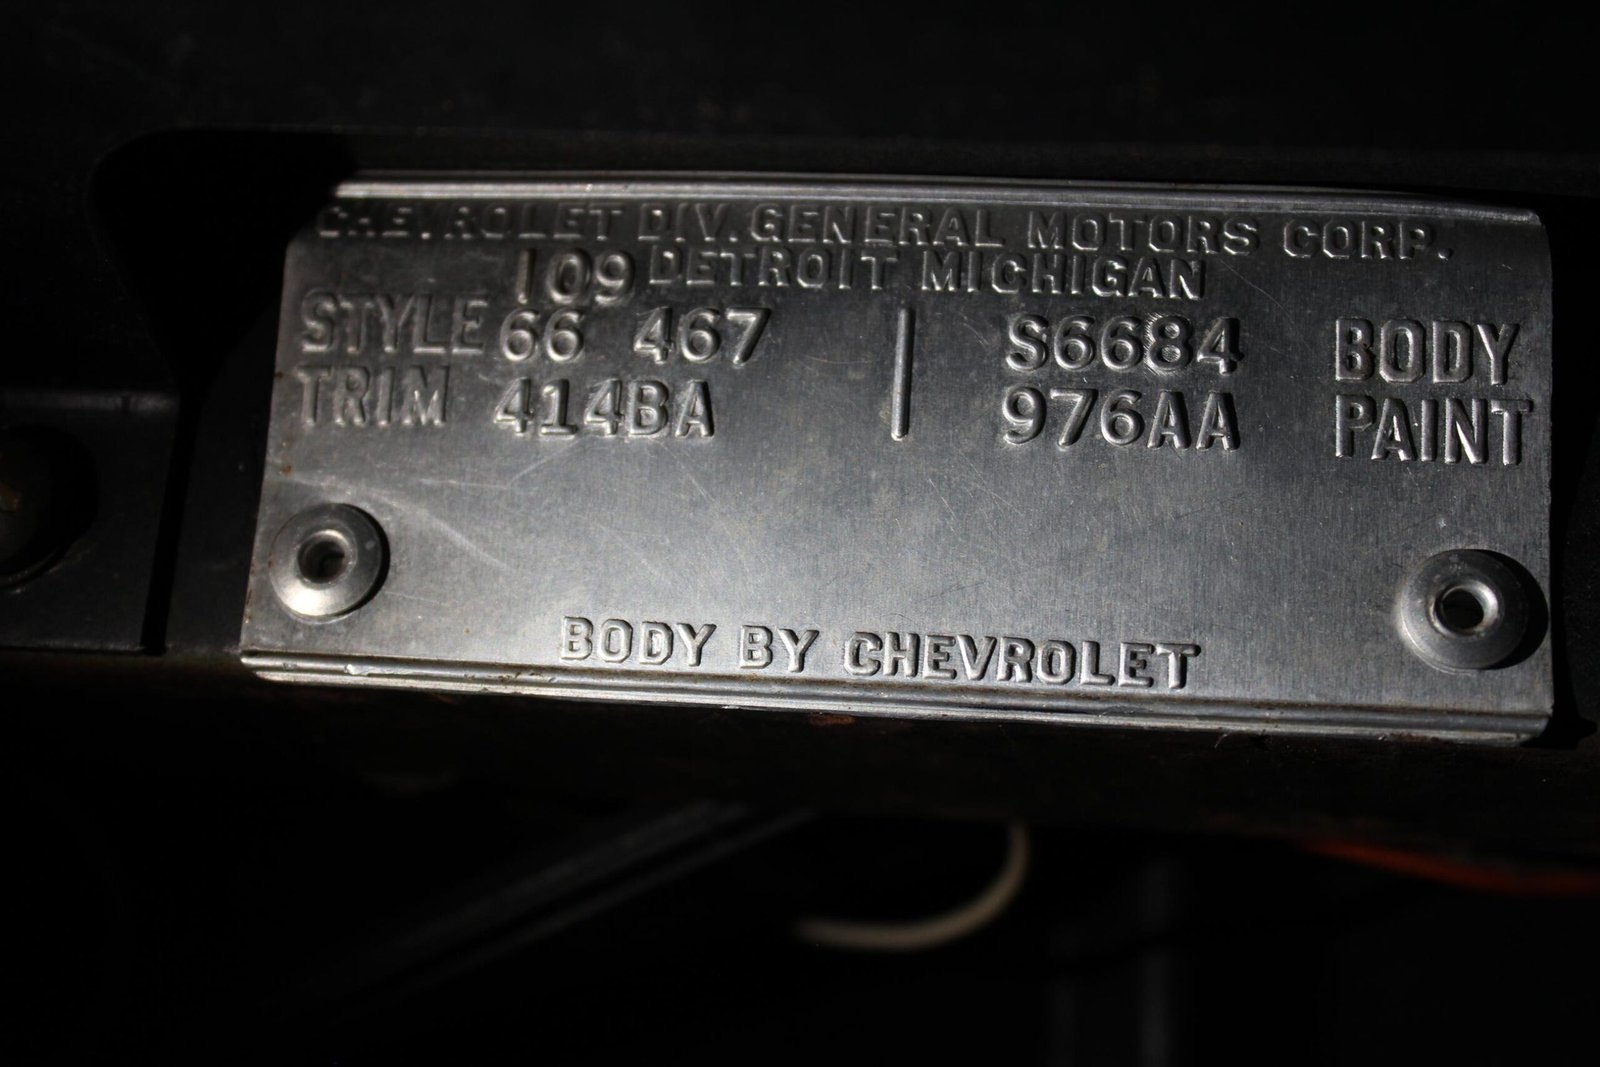 CHEVROLET DIV. GENERAL MOTORS CORP.
109 DETROIT MICHIGAN
STYLE 66 467 | S6684 BODY
TRIM 414BA | 976AA PAINT
BODY BY CHEVROLET